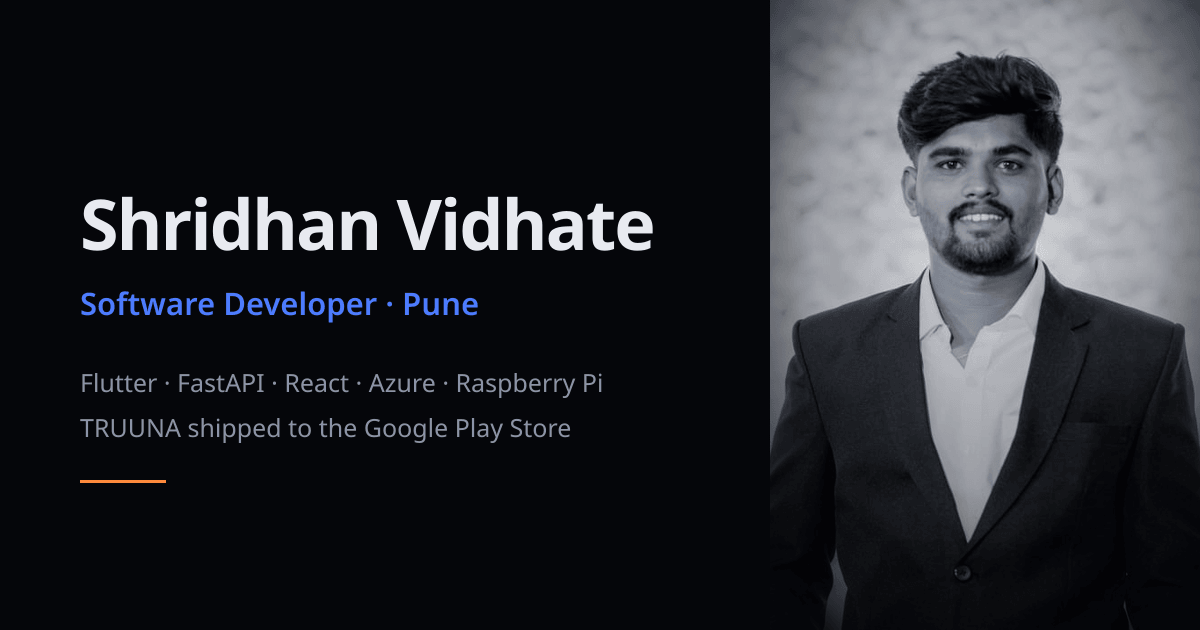 Shridhan Vidhate
Software Developer · Pune
Flutter · FastAPI · React · Azure · Raspberry Pi
TRUUNA shipped to the Google Play Store